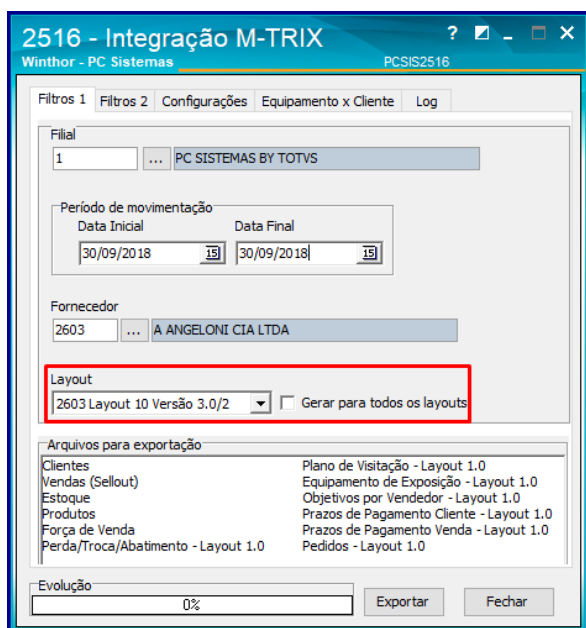 2516 - Integração M-TRIX
Winthor - PC Sistemas PCSIS2516
Filtros 1 Filtros 2 Configurações Equipamento x Cliente Log
Filial
1 ... PC SISTEMAS BY TOTVS
Período de movimentação
Data Inicial Data Final
30/09/2018 15 30/09/2018 15
Fornecedor
2603 ... A ANGELONI CIA LTDA
Layout
2603 Layout 10 Versão 3.0/2 Gerar para todos os layouts
Arquivos para exportação
Clientes Plano de Visitação - Layout 1.0
Vendas (Sellout) Equipamento de Exposição - Layout 1.0
Estoque Objetivos por Vendedor - Layout 1.0
Produtos Prazos de Pagamento Cliente - Layout 1.0
Força de Venda Prazos de Pagamento Venda - Layout 1.0
Perda/Troca/Abatimento - Layout 1.0 Pedidos - Layout 1.0
Evolução
0% Exportar Fechar